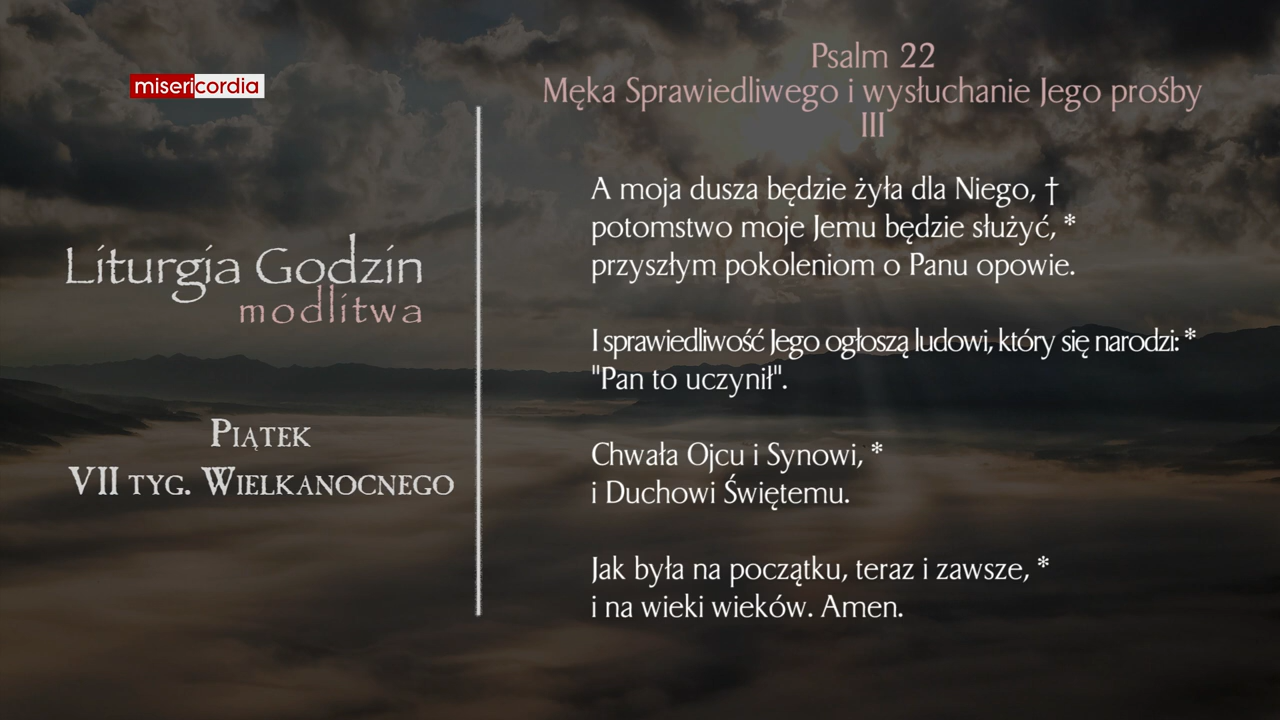 misericordia
Liturgia Godzin
modlitwa
Piątek
VII tyg. Wielkanocnego
Psalm 22
Męka Sprawiedliwego i wysłuchanie Jego prośby
III
A moja dusza będzie żyła dla Niego, †
potomstwo moje Jemu będzie służyć, *
przyszłym pokoleniom o Panu opowie.
I sprawiedliwość Jego ogłoszą ludowi, który się narodzi: *
"Pan to uczynił".
Chwała Ojcu i Synowi, *
i Duchowi Świętemu.
Jak była na początku, teraz i zawsze, *
i na wieki wieków. Amen.